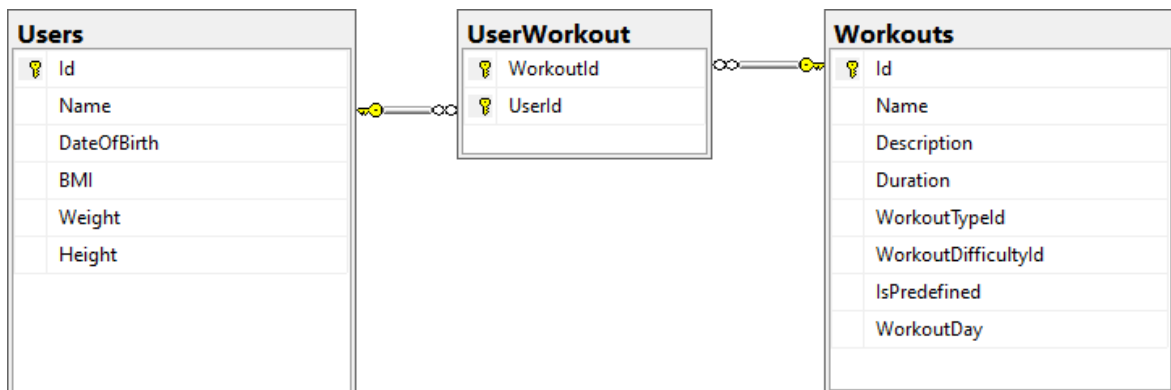 Users
Id
Name
DateOfBirth
BMI
Weight
Height
UserWorkout
WorkoutId
UserId
Workouts
Id
Name
Description
Duration
WorkoutTypeId
WorkoutDifficultyId
IsPredefined
WorkoutDay